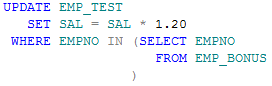 UPDATE EMP_TEST
SET SAL = SAL * 1.20
WHERE EMPNO IN (SELECT EMPNO
FROM EMP_BONUS
)